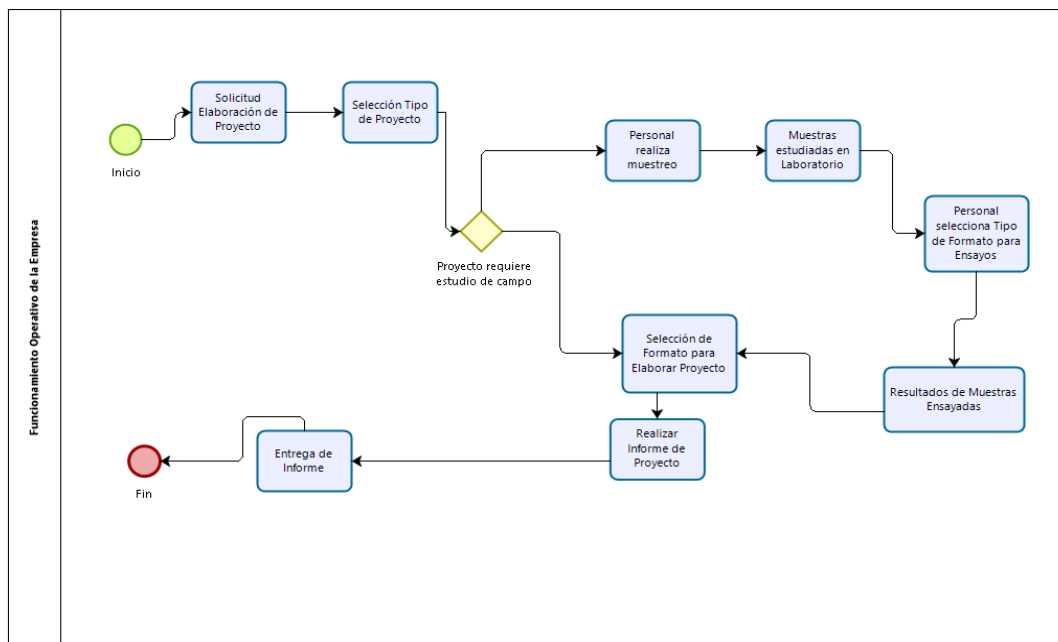 Funcionamiento Operativo de la Empresa
Inicio
Solicitud
Elaboración de
Proyecto
Selección Tipo
de Proyecto
Proyecto requiere
estudio de campo
Personal
realiza
muestreo
Muestras
estudiadas en
Laboratorio
Personal
selecciona Tipo
de Formato para
Ensayos
Resultados de Muestras
Ensayadas
Selección de
Formato para
Elaborar Proyecto
Realizar
Informe de
Proyecto
Entrega de
Informe
Fin